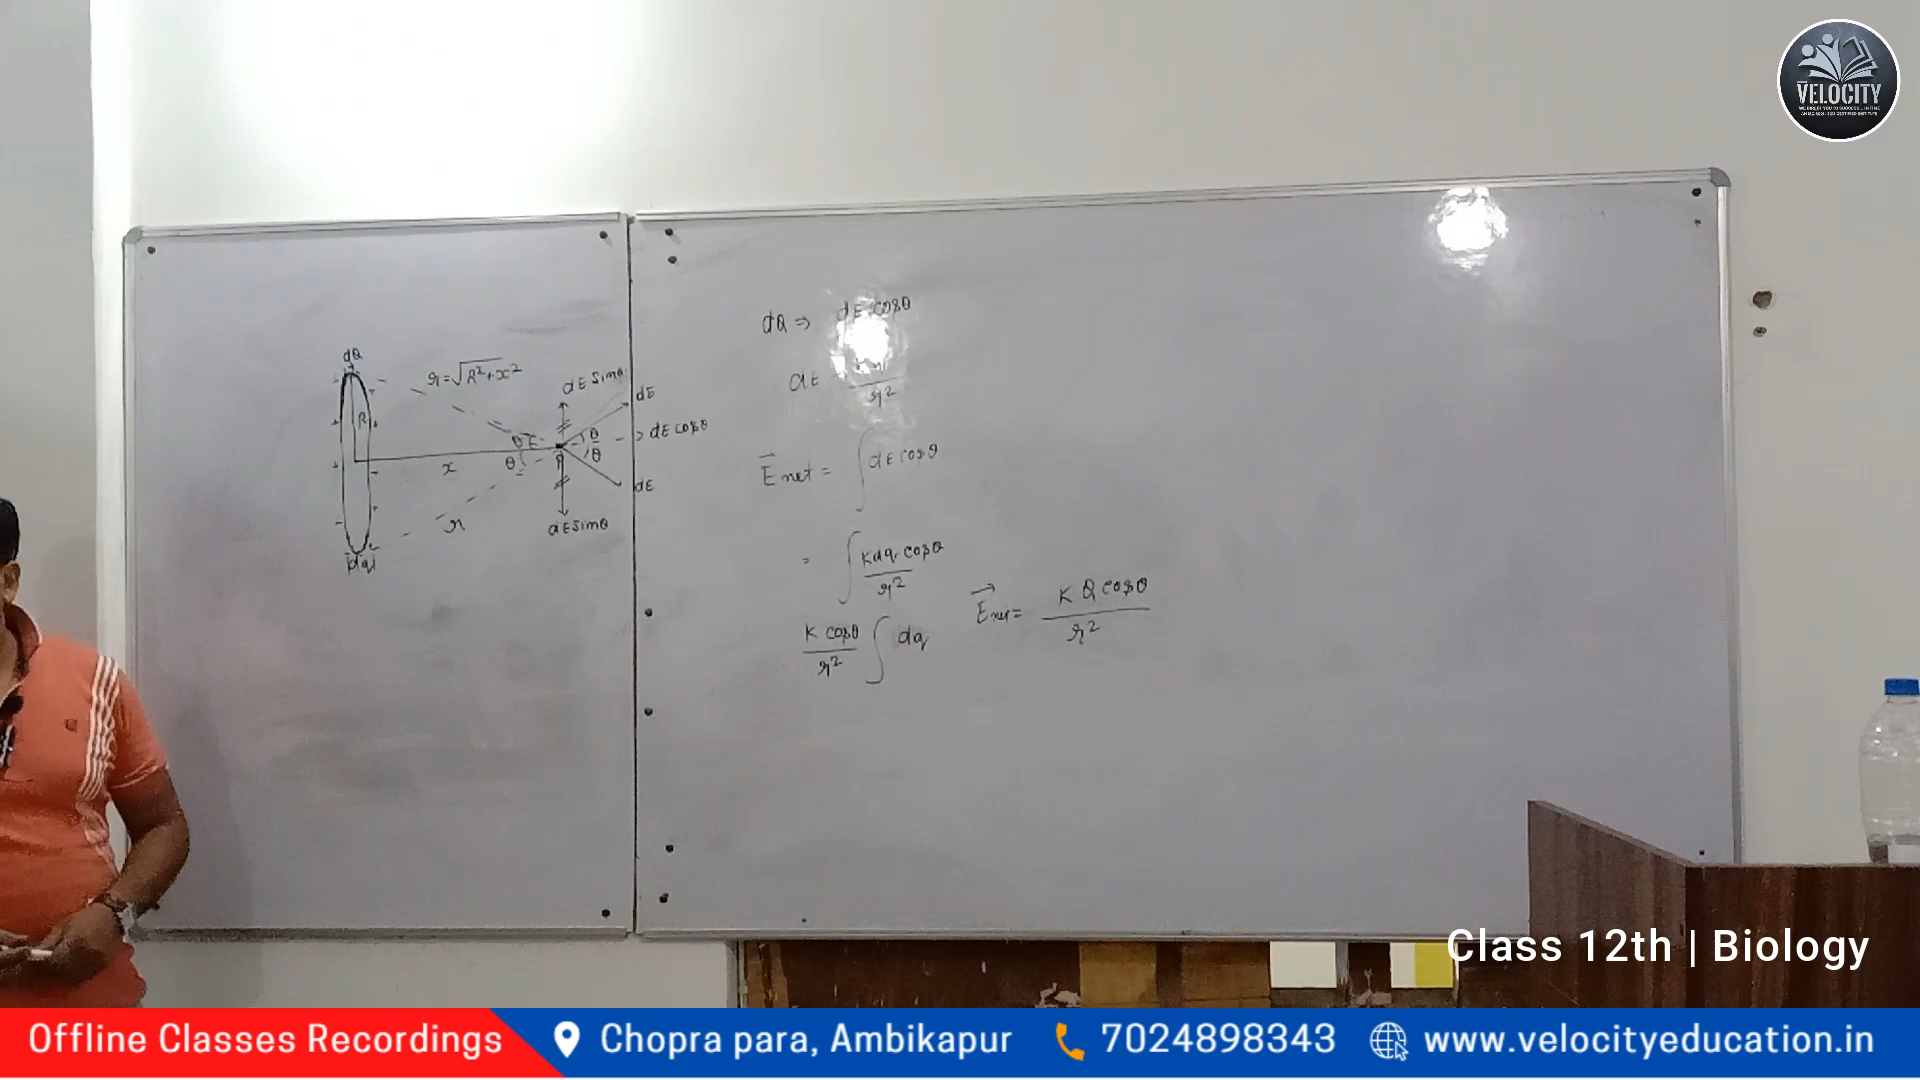 VELOCITY
dQ
r=√R²+x²
R
x
r
dq
θ E
θ
P
dE sinθ
dE
θ
θ
dE cosθ
dE
dE sinθ
dQ ⇒ dE cosθ
dE =
r²
E⃗ net = ∫ dE cosθ
= ∫ Kdq cosθ / r²
K cosθ / r² ∫ dq
E⃗ net = K Q cosθ / r²
Class 12th | Biology
Offline Classes Recordings
Chopra para, Ambikapur
7024898343
www.velocityeducation.in